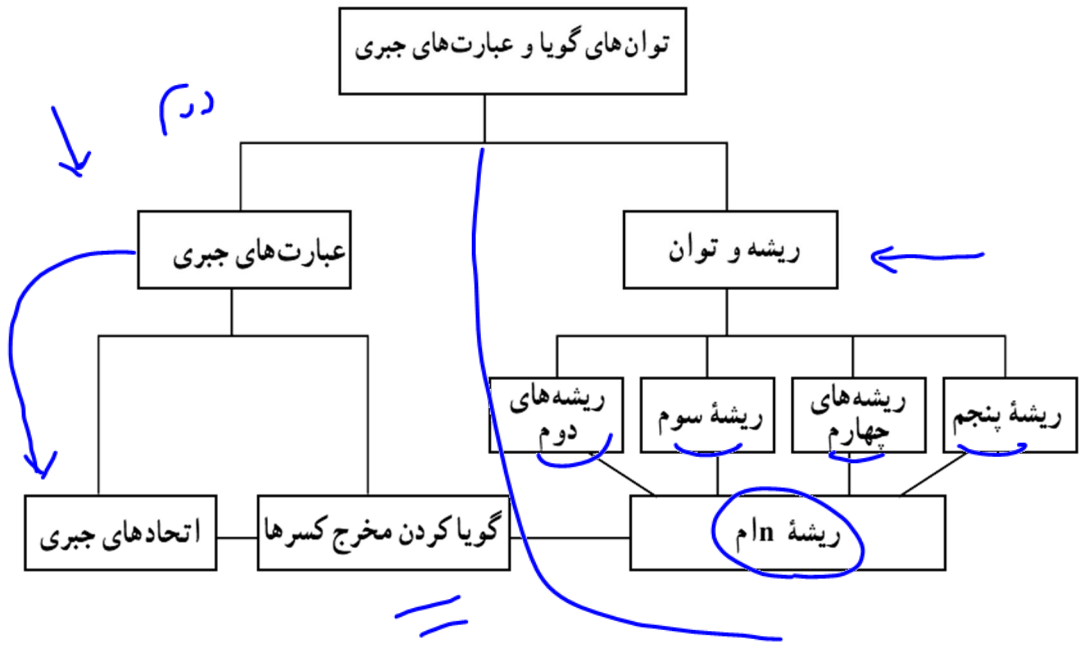 توان‌های گویا و عبارت‌های جبری
ریشه و توان
عبارت‌های جبری
ریشهٔ پنجم
ریشه‌های
چهارم
ریشهٔ سوم
ریشه‌های
دوم
ریشهٔ nام
گویا کردن مخرج کسرها
اتحادهای جبری